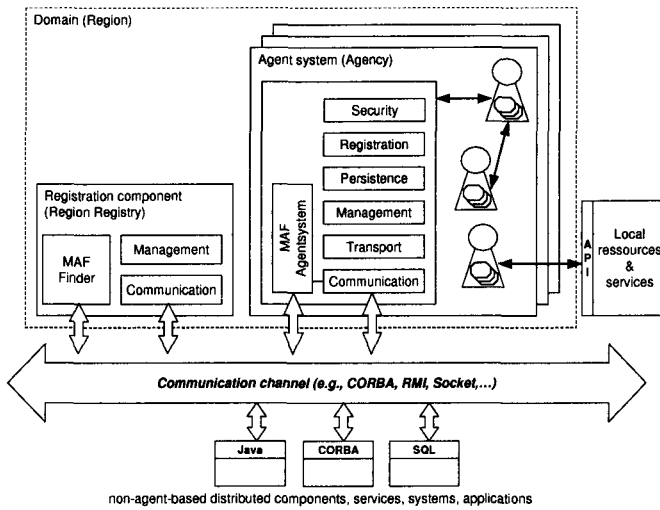 Domain (Region)
Agent system (Agency)
Security
Registration
Persistence
Management
Transport
Communication
MAF
Agentsystem
Registration component
(Region Registry)
MAF
Finder
Management
Communication
API
Local
ressources
&
services
Communication channel (e.g., CORBA, RMI, Socket,...)
Java
CORBA
SQL
non-agent-based distributed components, services, systems, applications